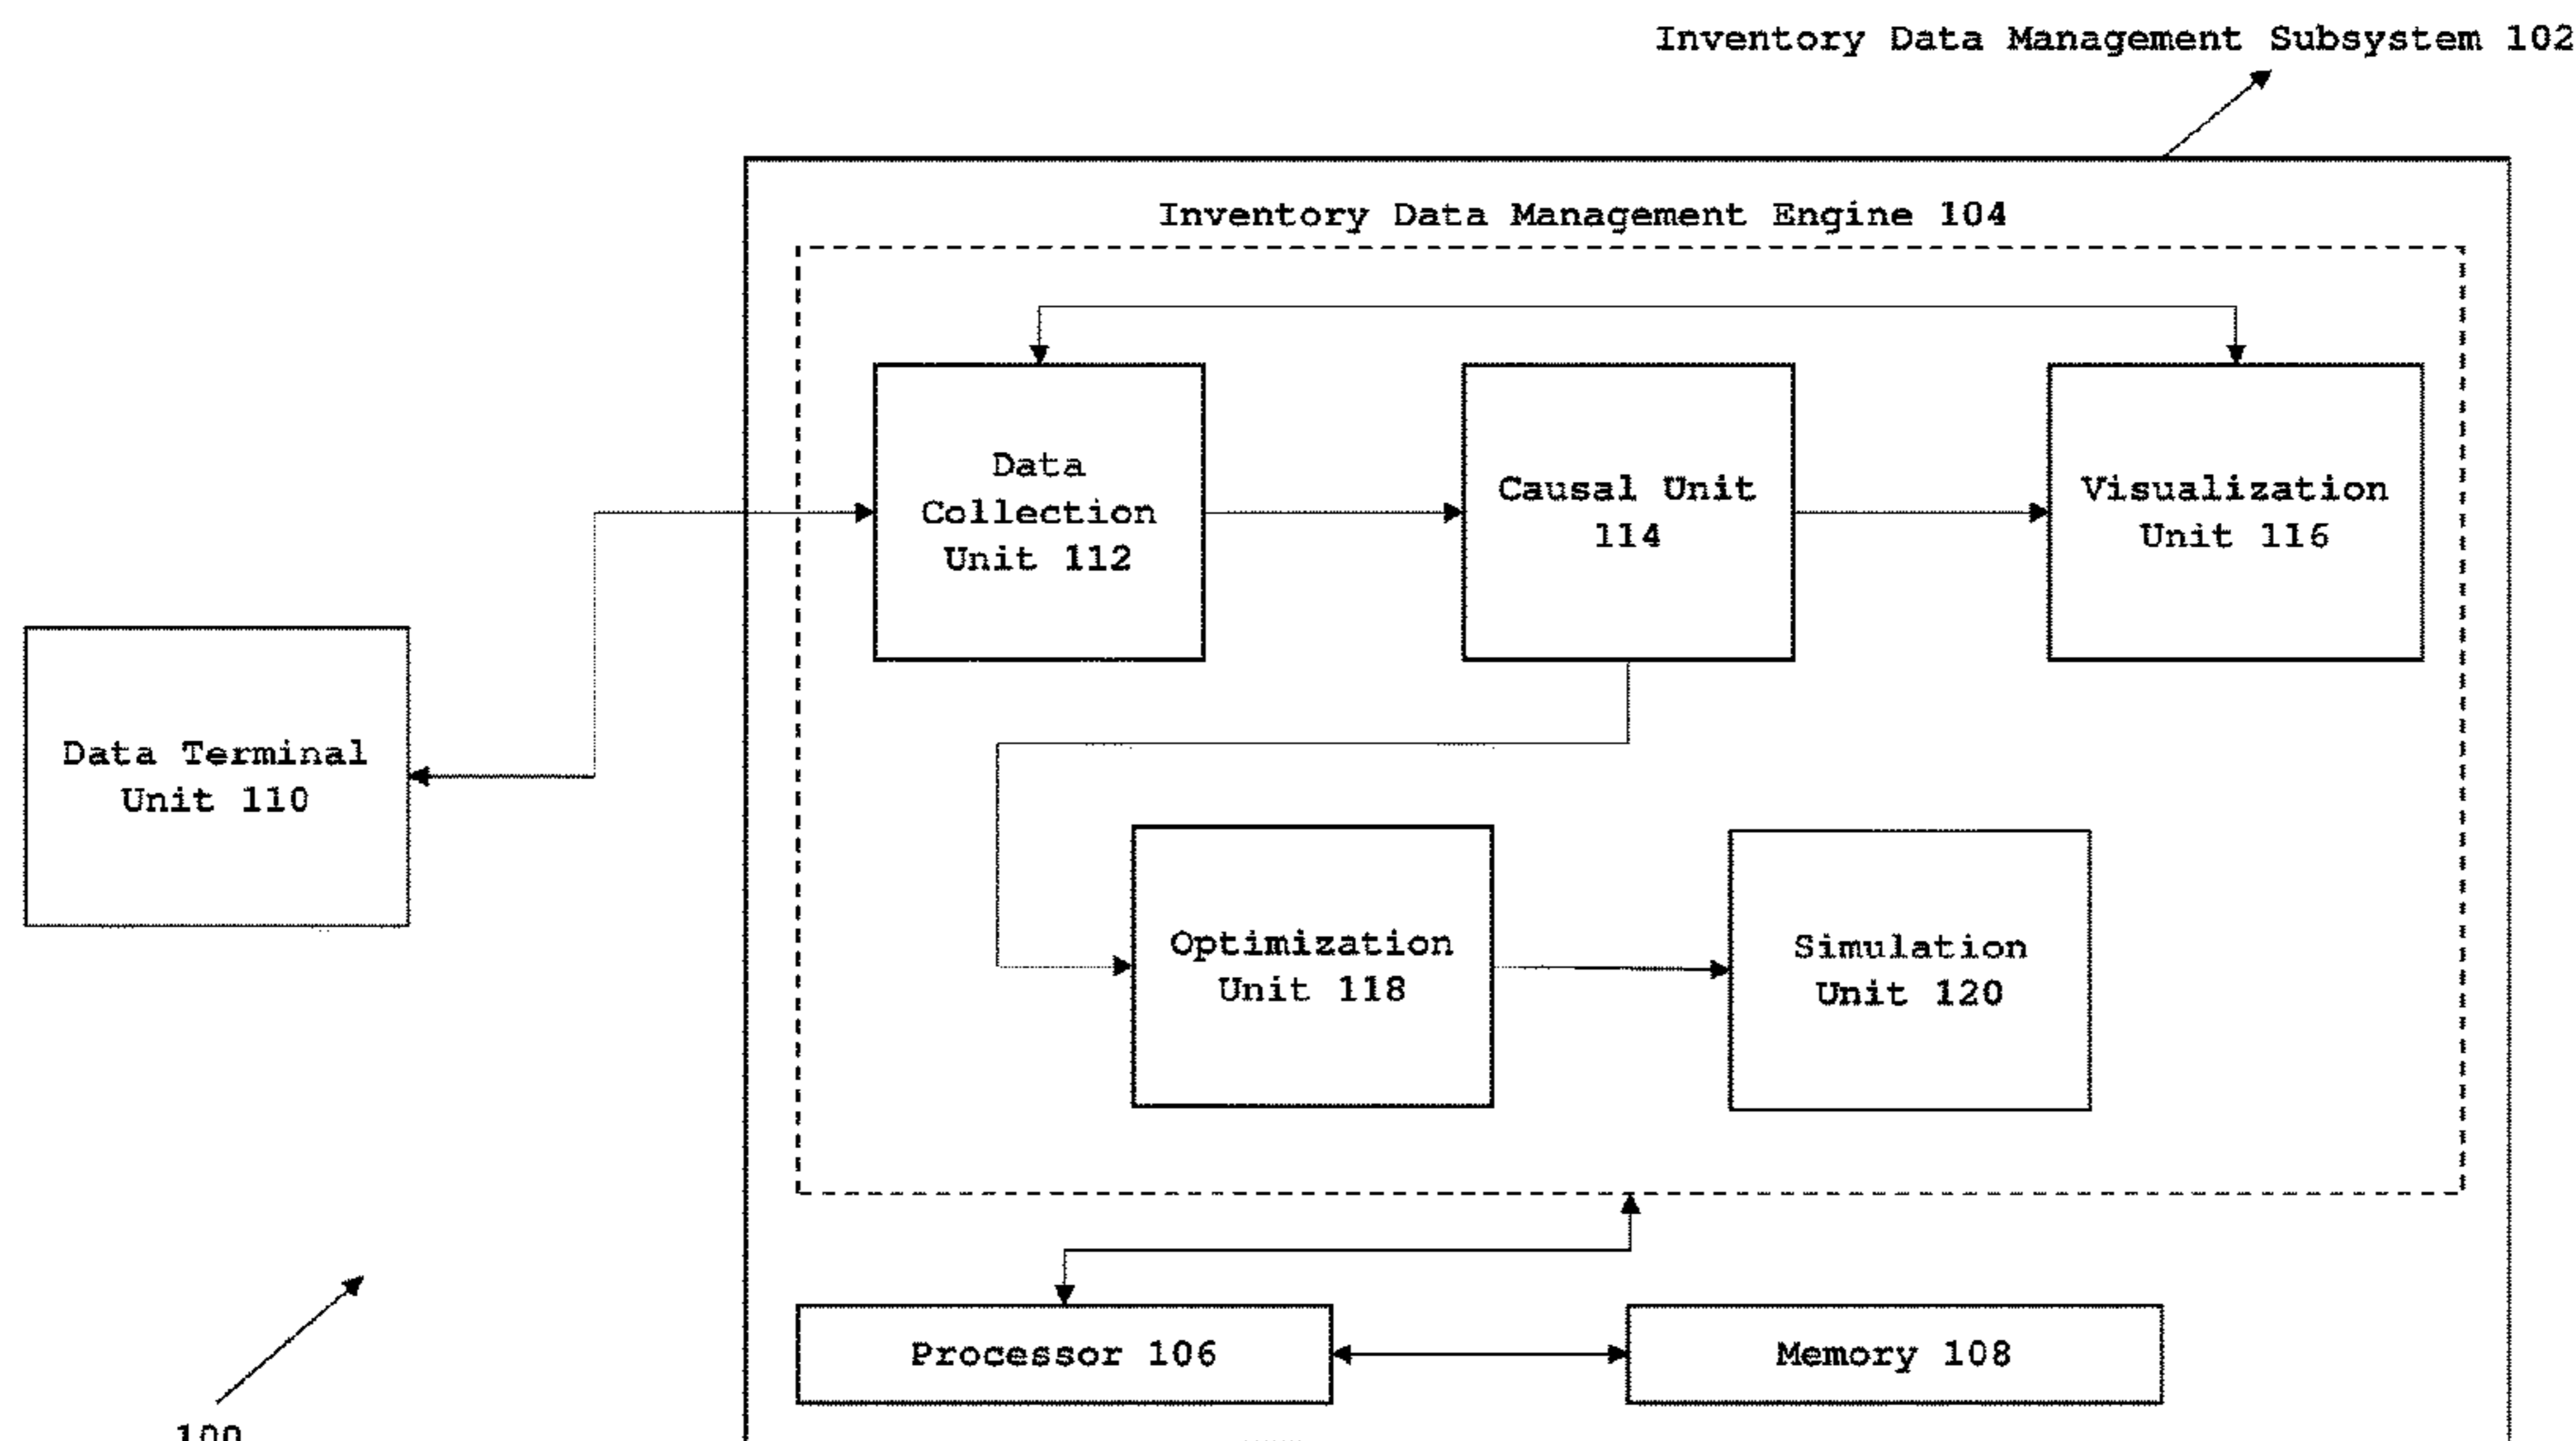 Inventory Data Management Subsystem 102
Inventory Data Management Engine 104
Data
Collection
Unit 112
Causal Unit
114
Visualization
Unit 116
Data Terminal
Unit 110
Optimization
Unit 118
Simulation
Unit 120
Processor 106
Memory 108
100